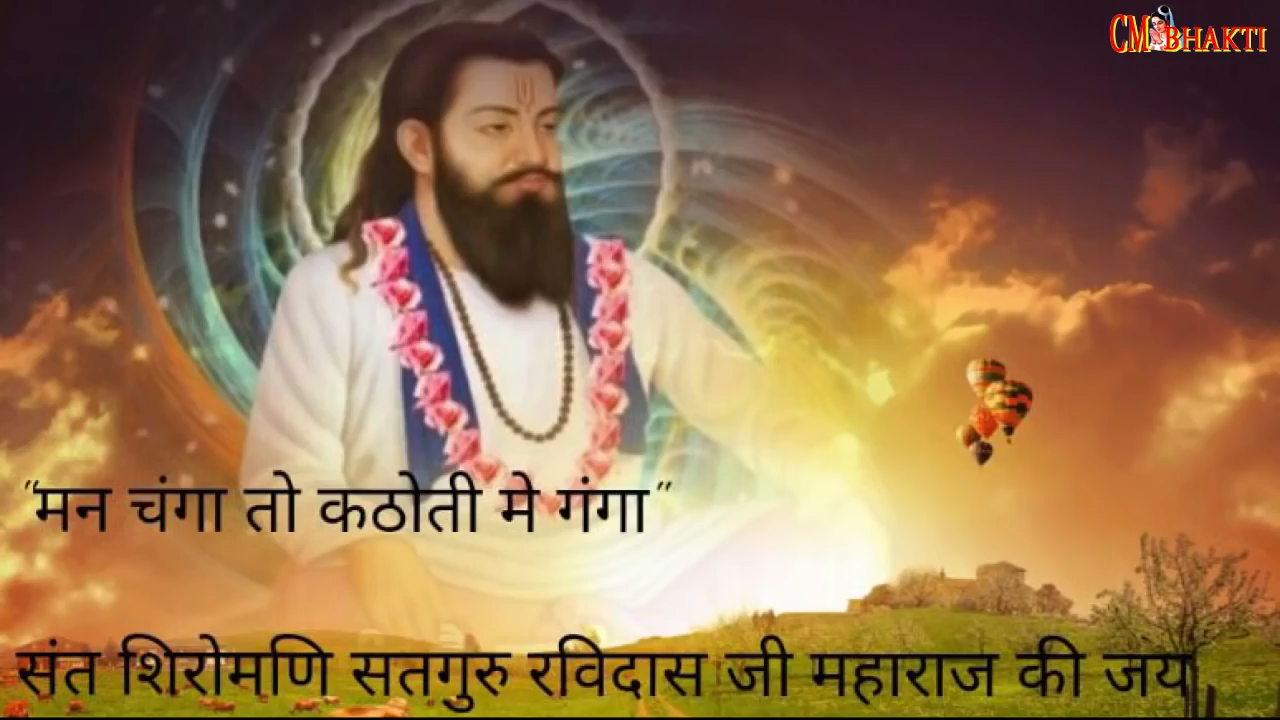 CM BHAKTI
"मन चंगा तो कठोती मे गंगा"
संत शिरोमणि सतगुरु रविदास जी महाराज की जय